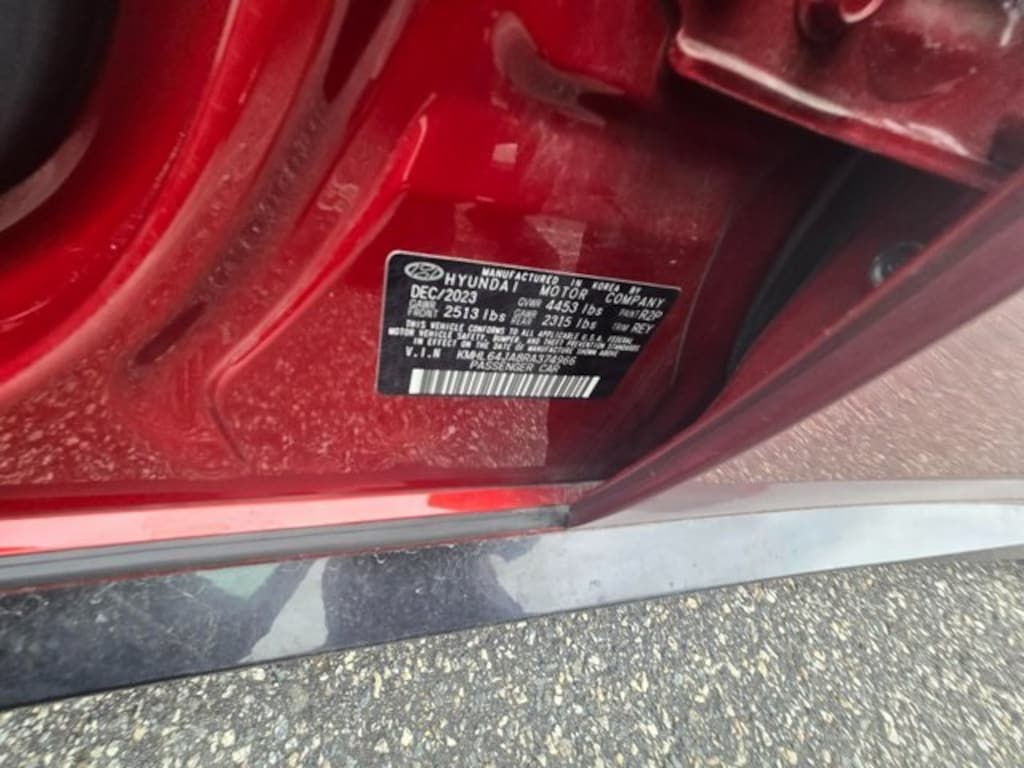 MANUFACTURED IN KOREA BY
HYUNDAI MOTOR COMPANY
DEC/2023 GVWR 4453 lbs PAINT R2P
GAWR FRONT 2513 lbs GAWR REAR 2315 lbs TRIM REY
THIS VEHICLE CONFORMS TO ALL APPLICABLE U.S.A. FEDERAL
MOTOR VEHICLE SAFETY, BUMPER, AND THEFT PREVENTION STANDARDS
IN EFFECT ON THE DATE OF MANUFACTURE SHOWN ABOVE
V.I.N KMHL64JA8RA374966
PASSENGER CAR